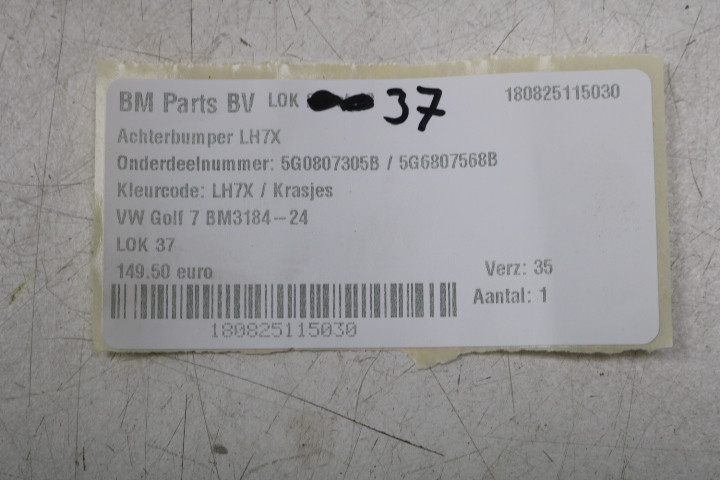 BM Parts BV LOK 37 180825115030
Achterbumper LH7X
Onderdeelnummer: 5G0807305B / 5G6807568B
Kleurcode: LH7X / Krasjes
VW Golf 7 BM3184-24
LOK 37
149.50 euro Verz: 35
Aantal: 1
180825115030